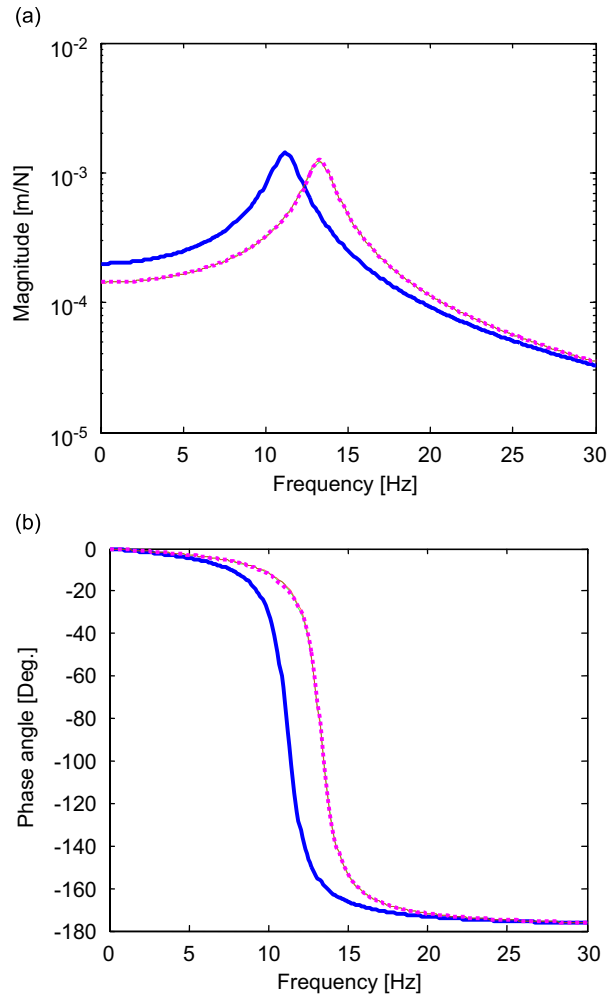 (a)
10-2
10-3
10-4
10-5
Magnitude [m/N]
0 5 10 15 20 25 30
Frequency [Hz]
(b)
0
-20
-40
-60
-80
-100
-120
-140
-160
-180
Phase angle [Deg.]
0 5 10 15 20 25 30
Frequency [Hz]